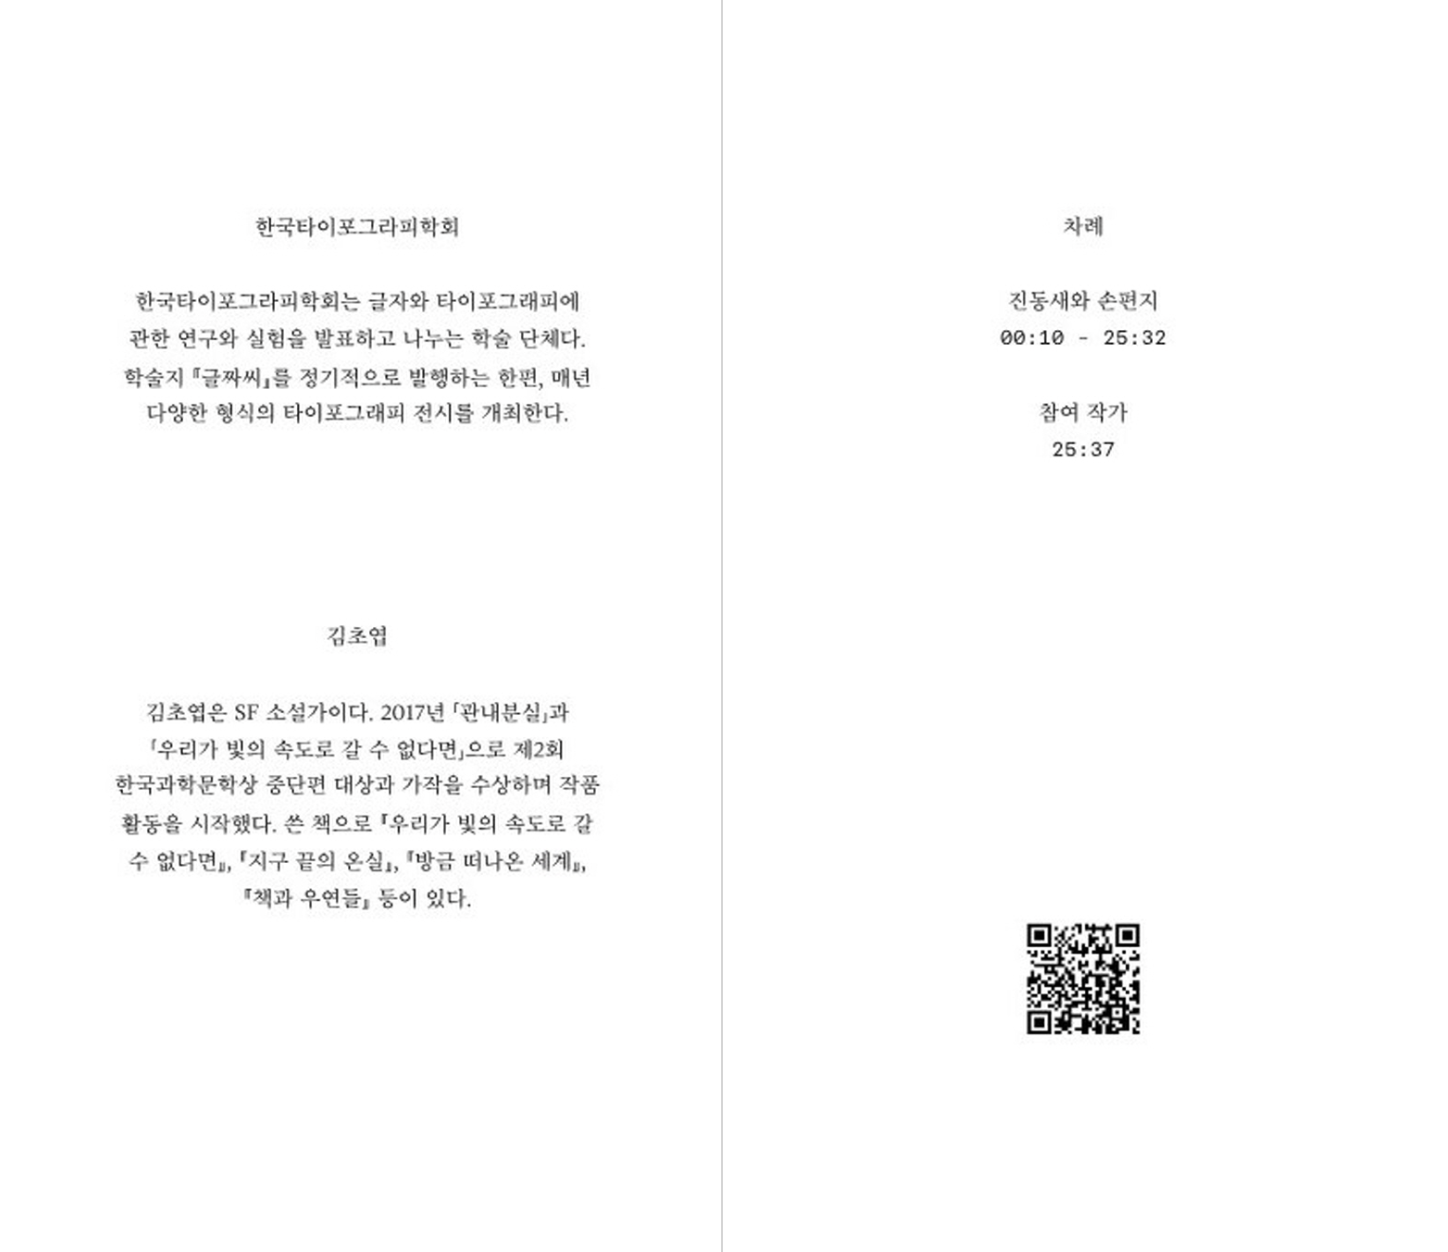 한국타이포그라피학회
한국타이포그라피학회는 글자와 타이포그래피에
관한 연구와 실험을 발표하고 나누는 학술 단체다.
학술지 『글짜씨』를 정기적으로 발행하는 한편, 매년
다양한 형식의 타이포그래피 전시를 개최한다.
김초엽
김초엽은 SF 소설가이다. 2017년 「관내분실」과
「우리가 빛의 속도로 갈 수 없다면」으로 제2회
한국과학문학상 중단편 대상과 가작을 수상하며 작품
활동을 시작했다. 쓴 책으로 『우리가 빛의 속도로 갈
수 없다면』, 『지구 끝의 온실』, 『방금 떠나온 세계』,
『책과 우연들』 등이 있다.
차례
진동새와 손편지
00:10 - 25:32
참여 작가
25:37